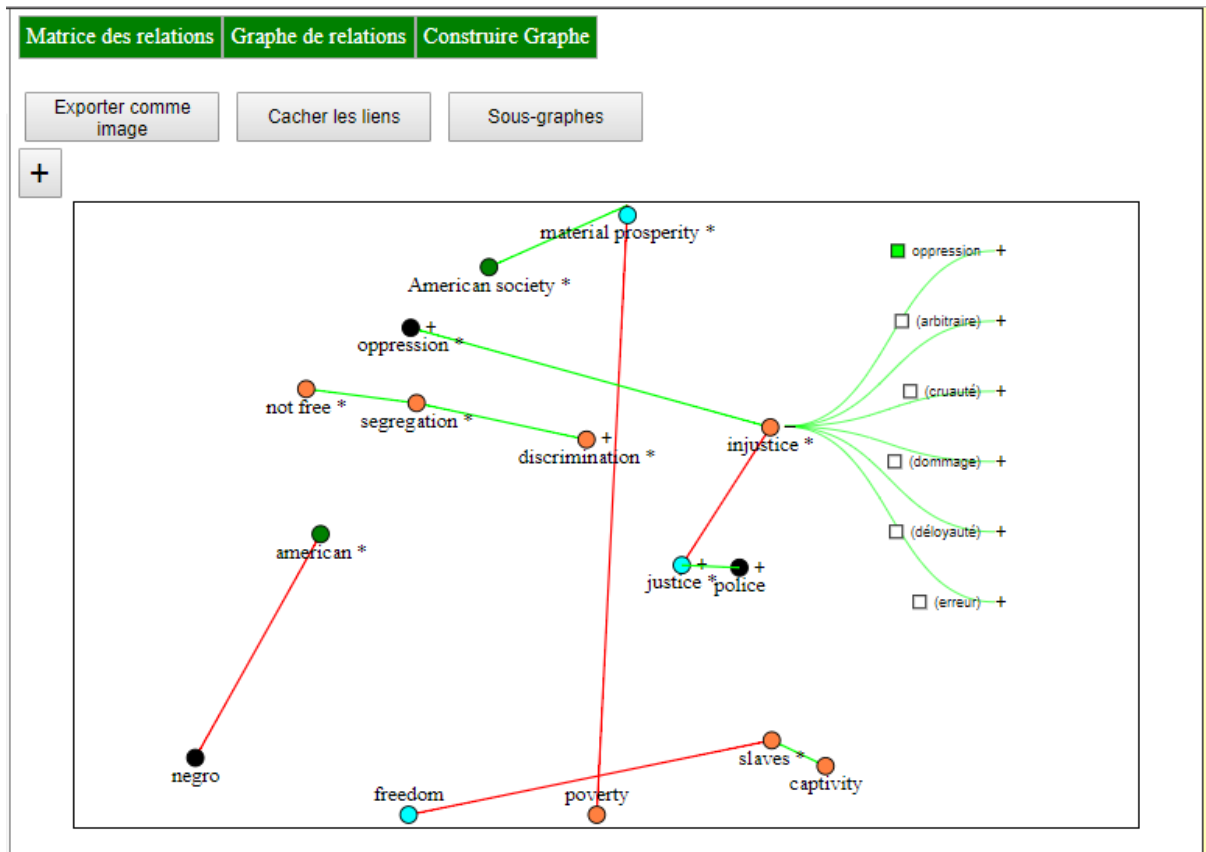 Matrice des relations Graphe de relations Construire Graphe
Exporter comme
image
Cacher les liens
Sous-graphes
+
material prosperity *
American society *
+
oppression *
not free *
segregation *
+
discrimination *
−
injustice *
oppression +
(arbitraire) +
(cruauté) +
(dommage) +
(déloyauté) +
(erreur) +
american *
+
justice *
+
police
negro
slaves *
captivity
freedom
poverty